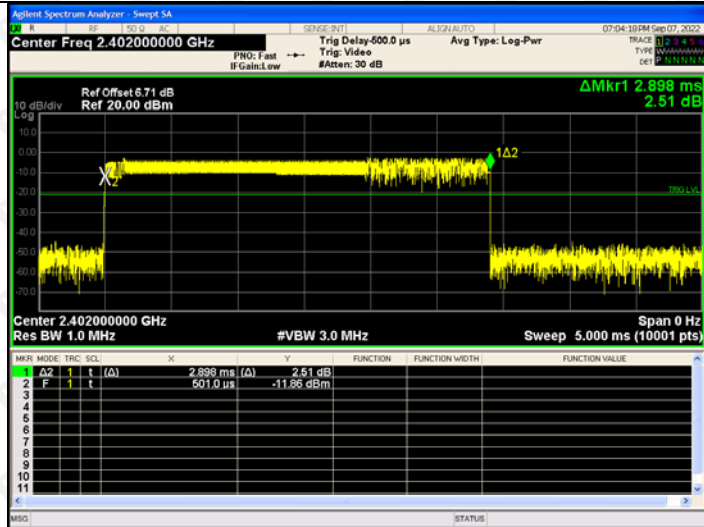 Agilent Spectrum Analyzer - Swept SA
R RF 50 Ω AC SENSE:INT ALIGN AUTO 07:04:18 PM Sep 07, 2022
Center Freq 2.402000000 GHz
PNO: Fast
IFGain:Low
Trig Delay-500.0 µs
Trig: Video
#Atten: 30 dB
Avg Type: Log-Pwr
TRACE 1 2 3 4 5 6
TYPE
DET P N N N N N
ΔMkr1 2.898 ms
2.51 dB
Ref Offset 6.71 dB
Ref 20.00 dBm
10 dB/div
Log
10.0
0.00
-10.0
-20.0
-30.0
-40.0
-50.0
-60.0
-70.0
1Δ2
X2
TRIG LVL
Center 2.402000000 GHz Span 0 Hz
Res BW 1.0 MHz #VBW 3.0 MHz Sweep 5.000 ms (10001 pts)
MKR MODE TRC SCL X Y FUNCTION FUNCTION WIDTH FUNCTION VALUE
1 Δ2 1 t (Δ) 2.898 ms (Δ) 2.51 dB
2 F 1 t 501.0 µs -11.86 dBm
3
4
5
6
7
8
9
10
11
MSG STATUS